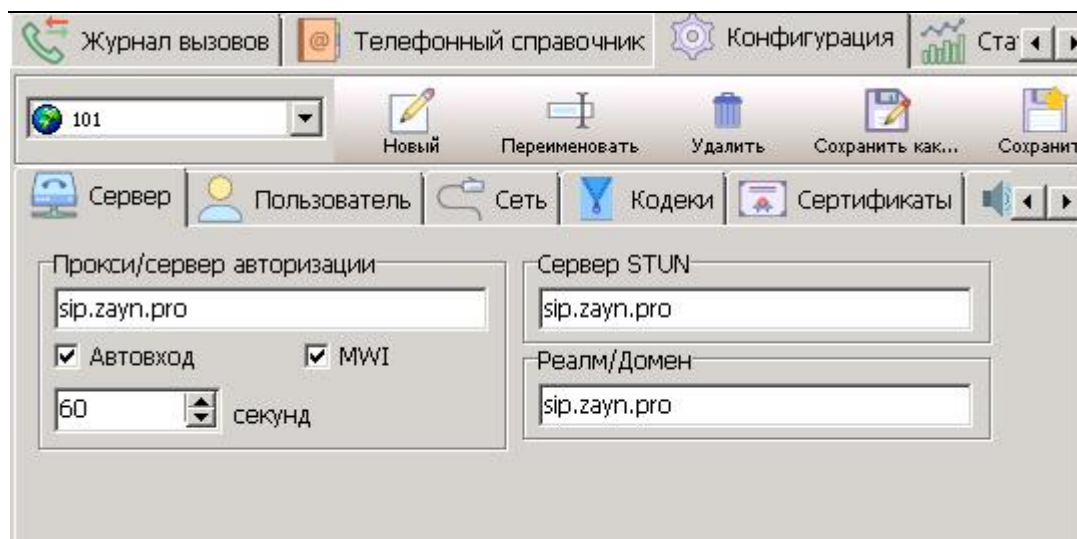 Журнал вызовов
Телефонный справочник
Конфигурация
Ста
101
Новый
Переименовать
Удалить
Сохранить как...
Сохранит
Сервер
Пользователь
Сеть
Кодеки
Сертификаты
Прокси/сервер авторизации
sip.zayn.pro
Автовход
MWI
60
секунд
Сервер STUN
sip.zayn.pro
Реалм/Домен
sip.zayn.pro